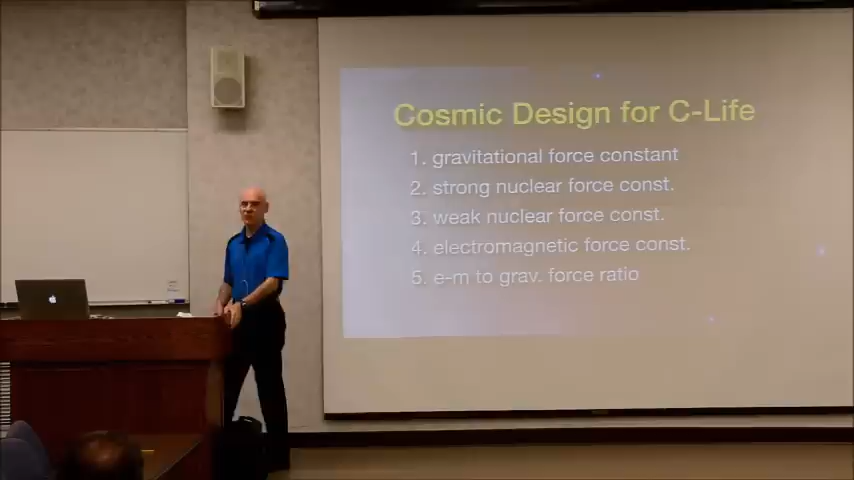 Cosmic Design for C-Life
1. gravitational force constant
2. strong nuclear force const.
3. weak nuclear force const.
4. electromagnetic force const.
5. e-m to grav. force ratio